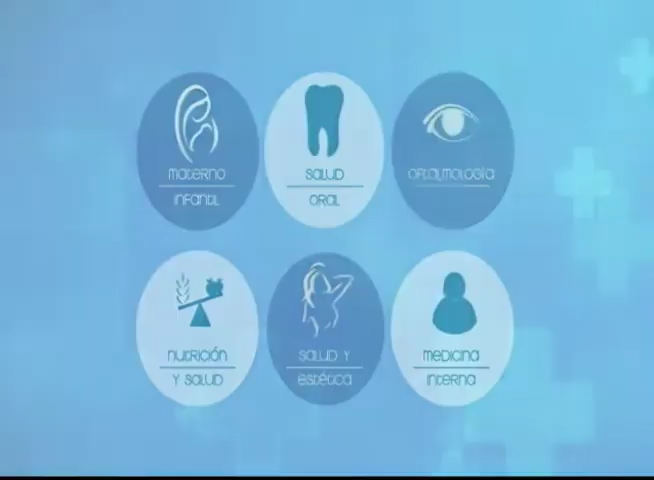 materno
infantil
SALUD
ORAL
oftalmología
nutrición
Y SALUD
SALUD Y
estética
medicina
interna